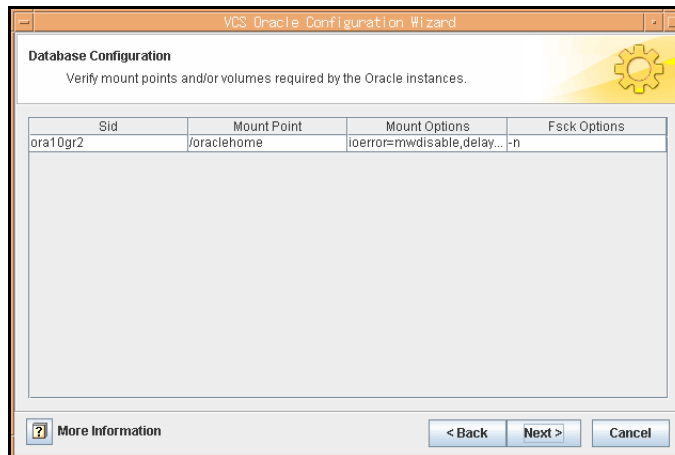 VCS Oracle Configuration Wizard
Database Configuration
Verify mount points and/or volumes required by the Oracle instances.
Sid Mount Point Mount Options Fsck Options
ora10gr2 /oraclehome ioerror=mwdisable,delay... -n
More Information
< Back Next > Cancel